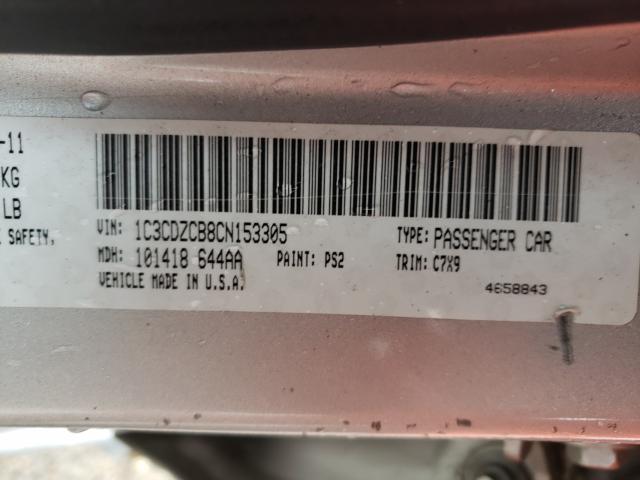 -11
KG
LB
SAFETY,
VIN: 1C3CDZCB8CN153305 TYPE: PASSENGER CAR
MDH: 101418 644AA PAINT: PS2 TRIM: C7X9
VEHICLE MADE IN U.S.A.
4658843